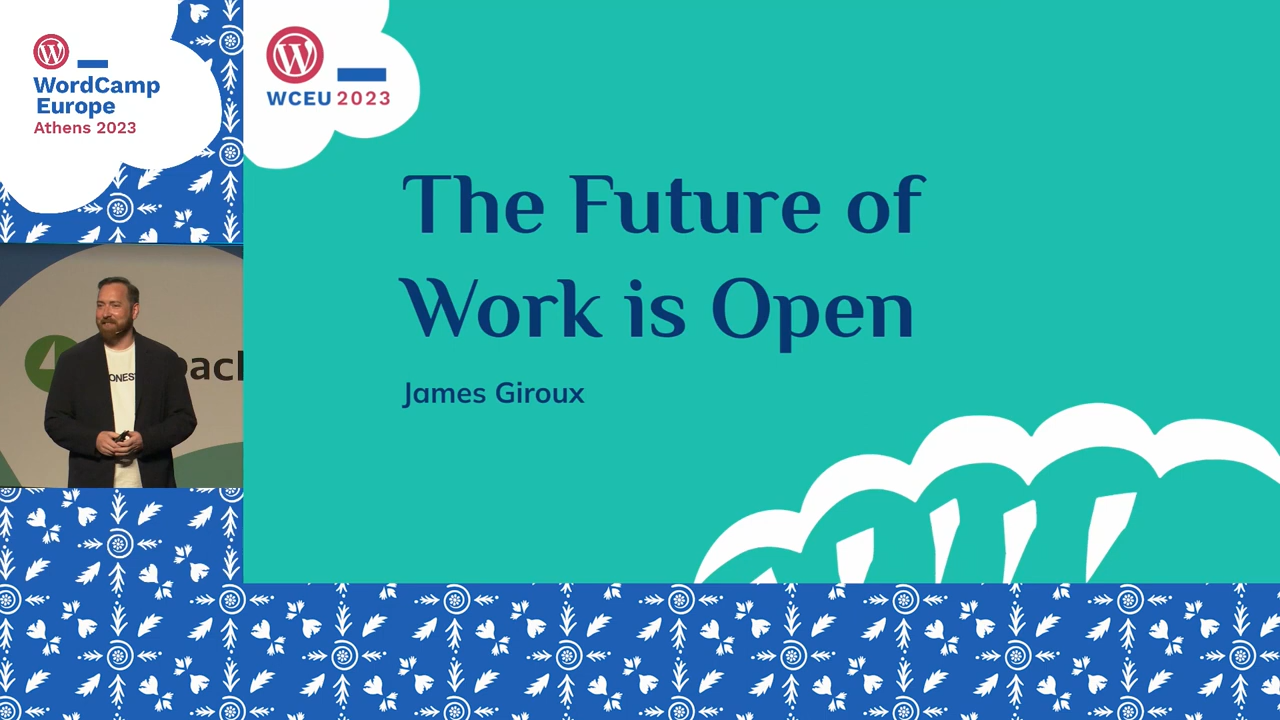 WordCamp
Europe
Athens 2023
WCEU 2023
The Future of
Work is Open
James Giroux